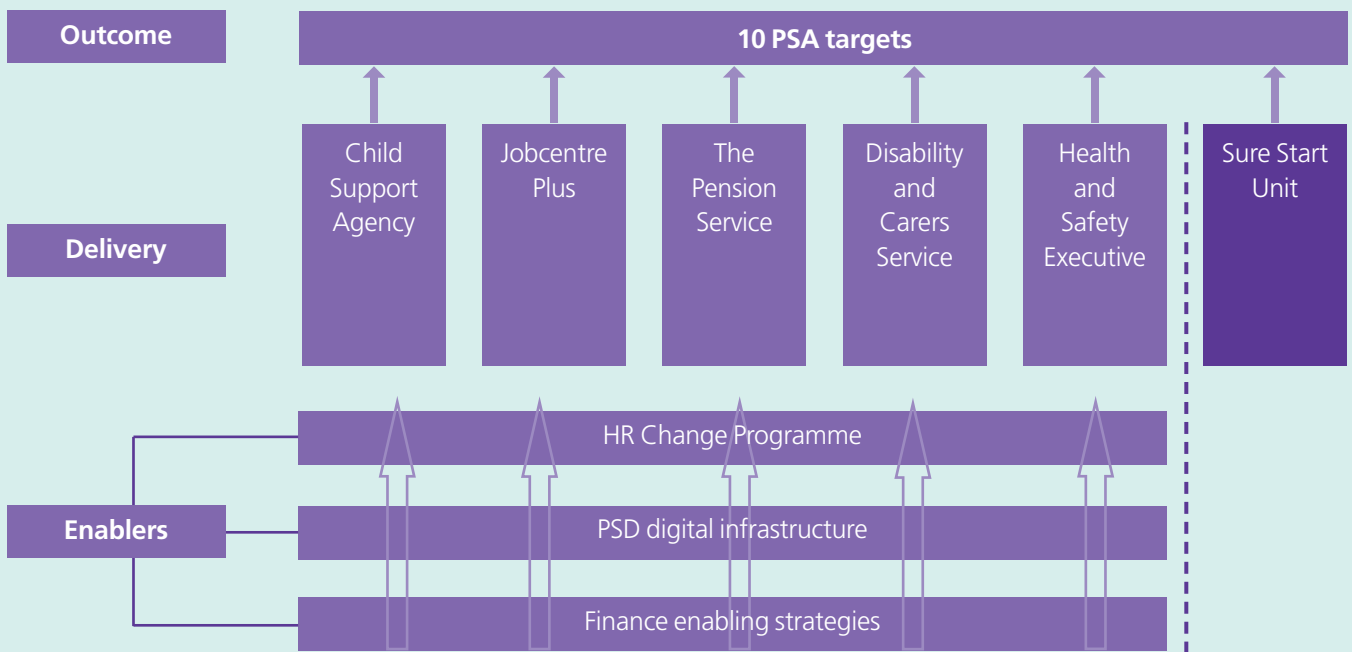 Outcome
10 PSA targets
Delivery
Child
Support
Agency
Jobcentre
Plus
The
Pension
Service
Disability
and
Carers
Service
Health
and
Safety
Executive
Sure Start
Unit
Enablers
HR Change Programme
PSD digital infrastructure
Finance enabling strategies